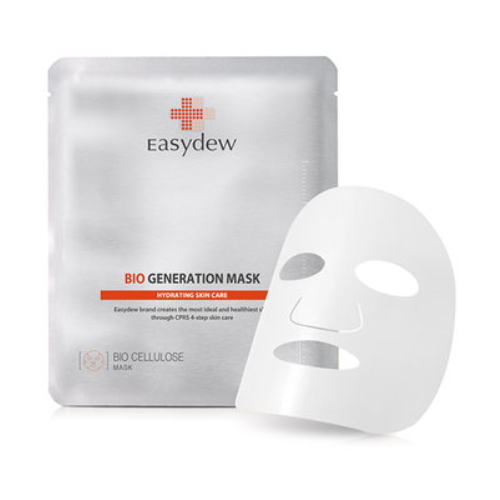 Easydew
BIO GENERATION MASK
HYDRATING SKIN CARE
Easydew brand creates the most ideal and healthiest
through CPRS 4-step skin care
BIO CELLULOSE
MASK